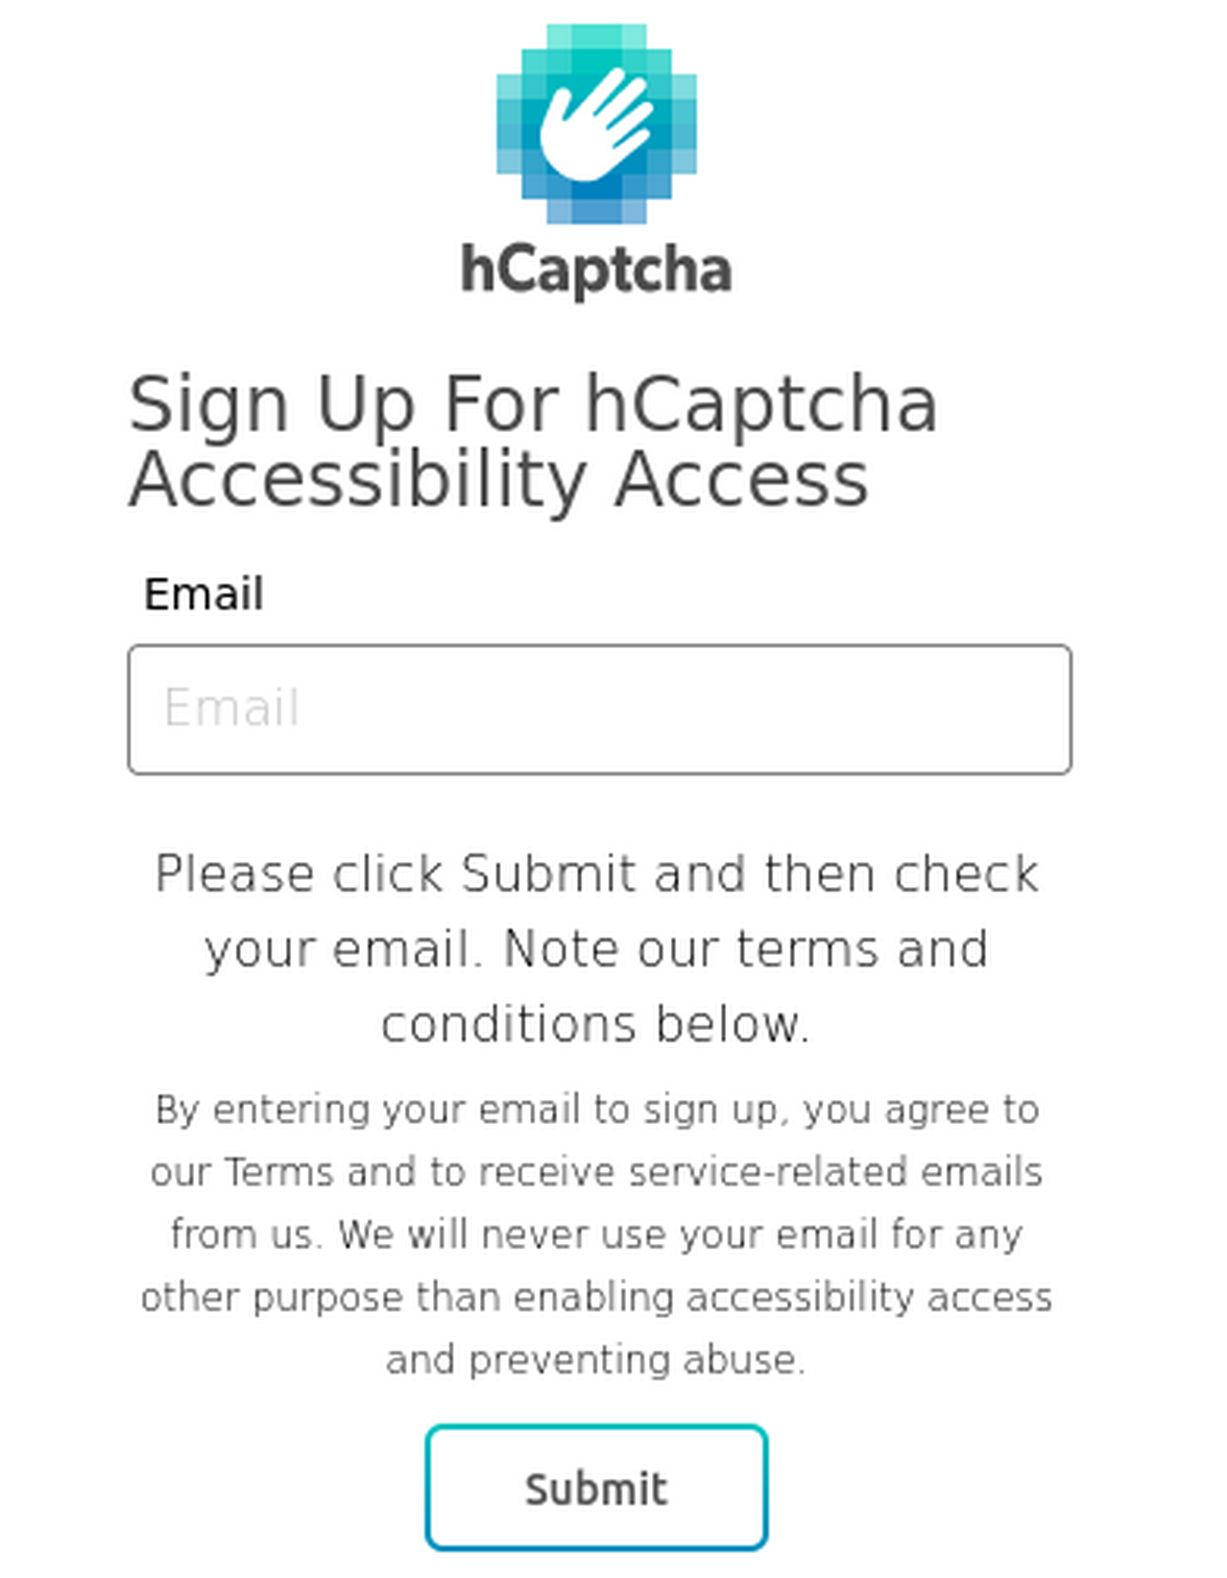 hCaptcha
Sign Up For hCaptcha
Accessibility Access
Email
Email
Please click Submit and then check
your email. Note our terms and
conditions below.
By entering your email to sign up, you agree to
our Terms and to receive service-related emails
from us. We will never use your email for any
other purpose than enabling accessibility access
and preventing abuse.
Submit